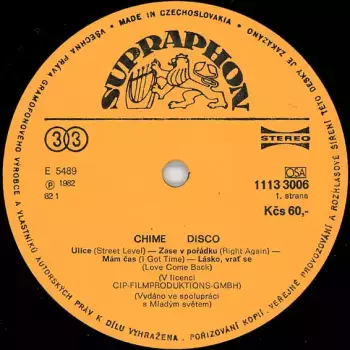 MADE IN CZECHOSLOVAKIA
VŠECHNA PRÁVA GRAMOFONOVÉHO VÝROBCE A VLASTNÍKŮ AUTORSKÝCH PRÁV K DÍLU VYHRAŽENA. POŘIZOVÁNÍ KOPIÍ, VEŘEJNÉ PROVOZOVÁNÍ A ROZHLASOVÉ ŠÍŘENÍ TÉTO DESKY JE ZAKÁZÁNO
SUPRAPHON
33
STEREO
E 5489
℗ 1982
82 1
OSA
1113 3006
1. strana
Kčs 60,-
CHIME DISCO
Ulice (Street Level) — Zase v pořádku (Right Again) —
Mám čas (I Got Time) — Lásko, vrať se
(Love Come Back)
(V licenci
CIP-FILMPRODUKTIONS-GMBH)
(Vydáno ve spolupráci
s Mladým světem)